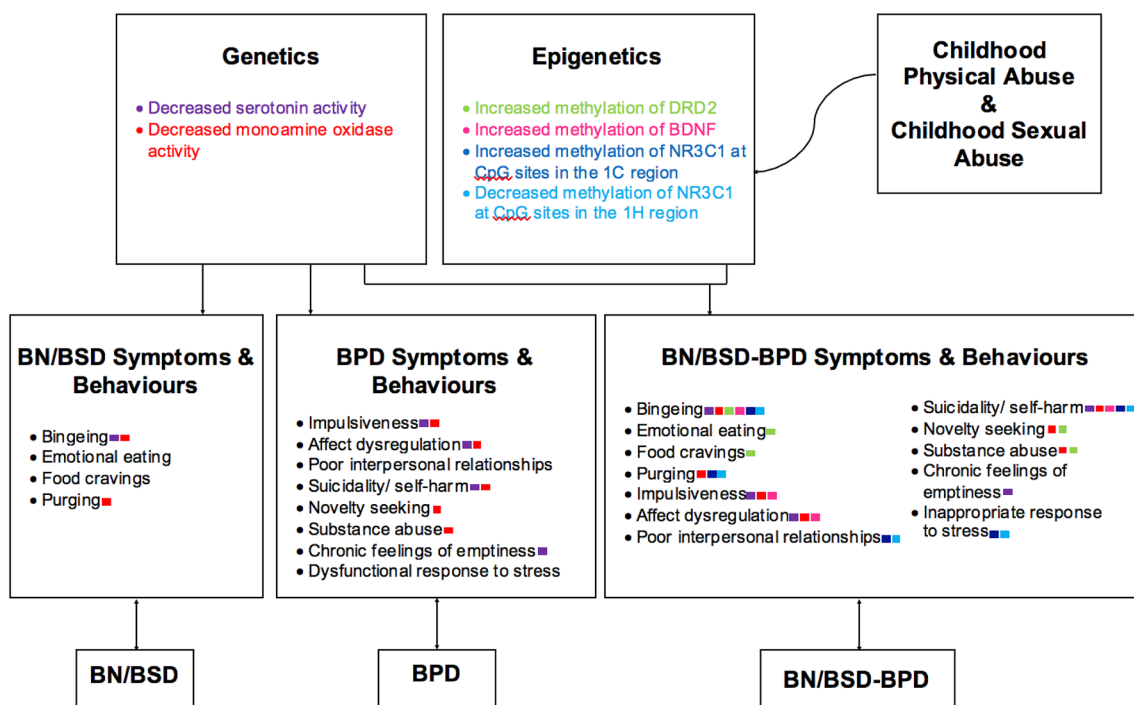 Genetics
• Decreased serotonin activity
• Decreased monoamine oxidase
activity
Epigenetics
• Increased methylation of DRD2
• Increased methylation of BDNF
• Increased methylation of NR3C1 at
CpG sites in the 1C region
• Decreased methylation of NR3C1
at CpG sites in the 1H region
Childhood
Physical Abuse
&
Childhood Sexual
Abuse
BN/BSD Symptoms &
Behaviours
• Bingeing
• Emotional eating
• Food cravings
• Purging
BPD Symptoms &
Behaviours
• Impulsiveness
• Affect dysregulation
• Poor interpersonal relationships
• Suicidality/ self-harm
• Novelty seeking
• Substance abuse
• Chronic feelings of emptiness
• Dysfunctional response to stress
BN/BSD-BPD Symptoms & Behaviours
• Bingeing
• Emotional eating
• Food cravings
• Purging
• Impulsiveness
• Affect dysregulation
• Poor interpersonal relationships
• Suicidality/ self-harm
• Novelty seeking
• Substance abuse
• Chronic feelings of
emptiness
• Inappropriate response
to stress
BN/BSD
BPD
BN/BSD-BPD